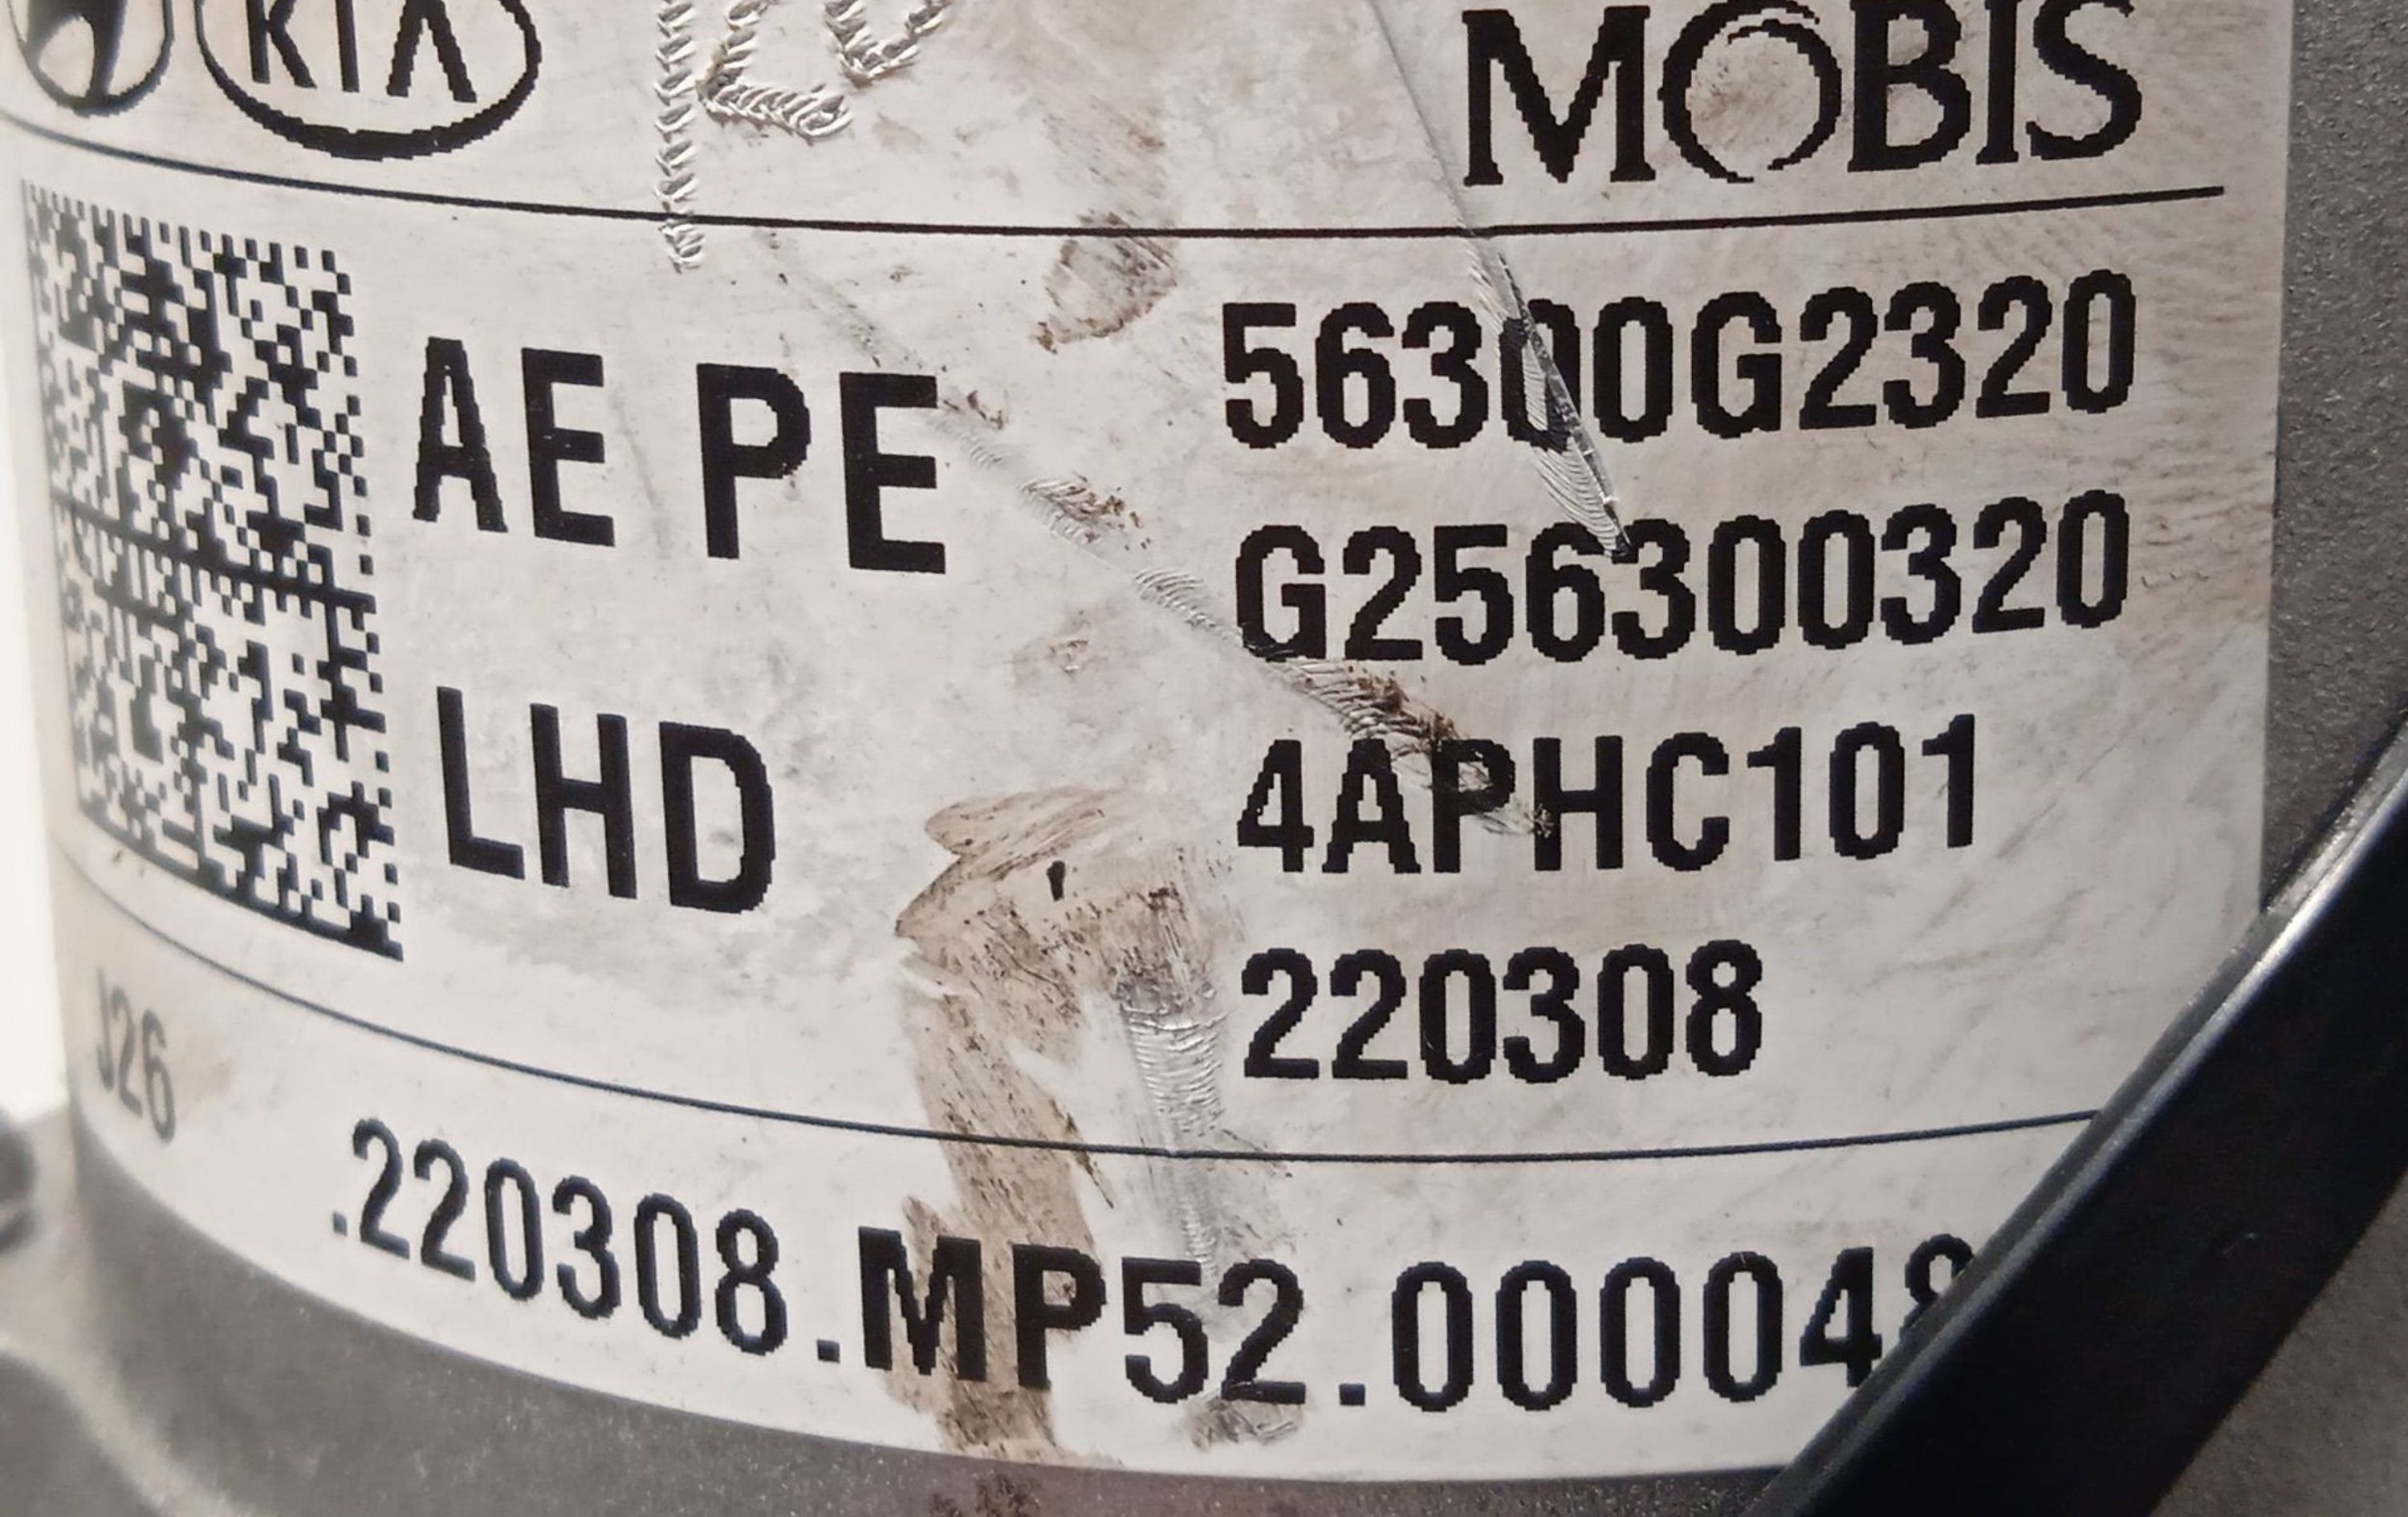 KIA
MOBIS
AE PE
LHD
56300G2320
G256300320
4APHC101
220308
J26
.220308.MP52.00004